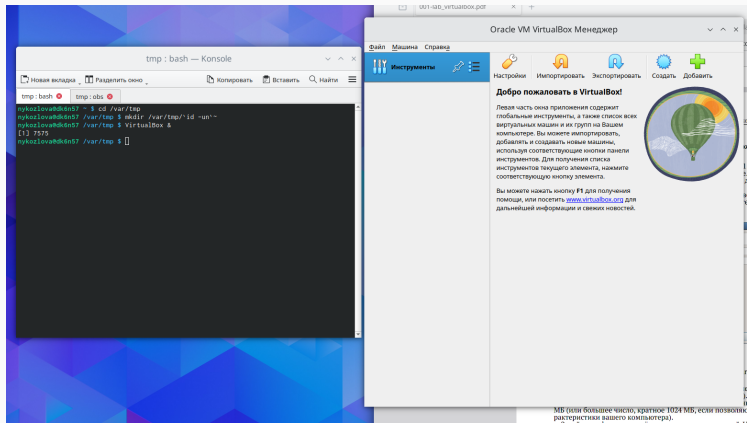 001-lab_virtualbox.pdf
Oracle VM VirtualBox Менеджер
Файл Машина Справка
Инструменты
Настройки Импортировать Экспортировать Создать Добавить
Добро пожаловать в VirtualBox!
Левая часть окна приложения содержит
глобальные инструменты, а также список всех
виртуальных машин и их групп на Вашем
компьютере. Вы можете импортировать,
добавлять и создавать новые машины,
используя соответствующие кнопки панели
инструментов. Для получения списка
инструментов текущего элемента, нажмите
соответствующую кнопку элемента.
Вы можете нажать кнопку F1 для получения
помощи, или посетить www.virtualbox.org для
дальнейшей информации и свежих новостей.
tmp : bash — Konsole
Новая вкладка Разделить окно Копировать Вставить Найти
tmp : bash tmp : obs
nykozlova@dk6n57 ~ $ cd /var/tmp
nykozlova@dk6n57 /var/tmp $ mkdir /var/tmp/`id -un`~
nykozlova@dk6n57 /var/tmp $ VirtualBox &
[1] 7575
nykozlova@dk6n57 /var/tmp $
МБ (или большее число, кратное 1024 МБ, если позволяю
рактеристики вашего компьютера).